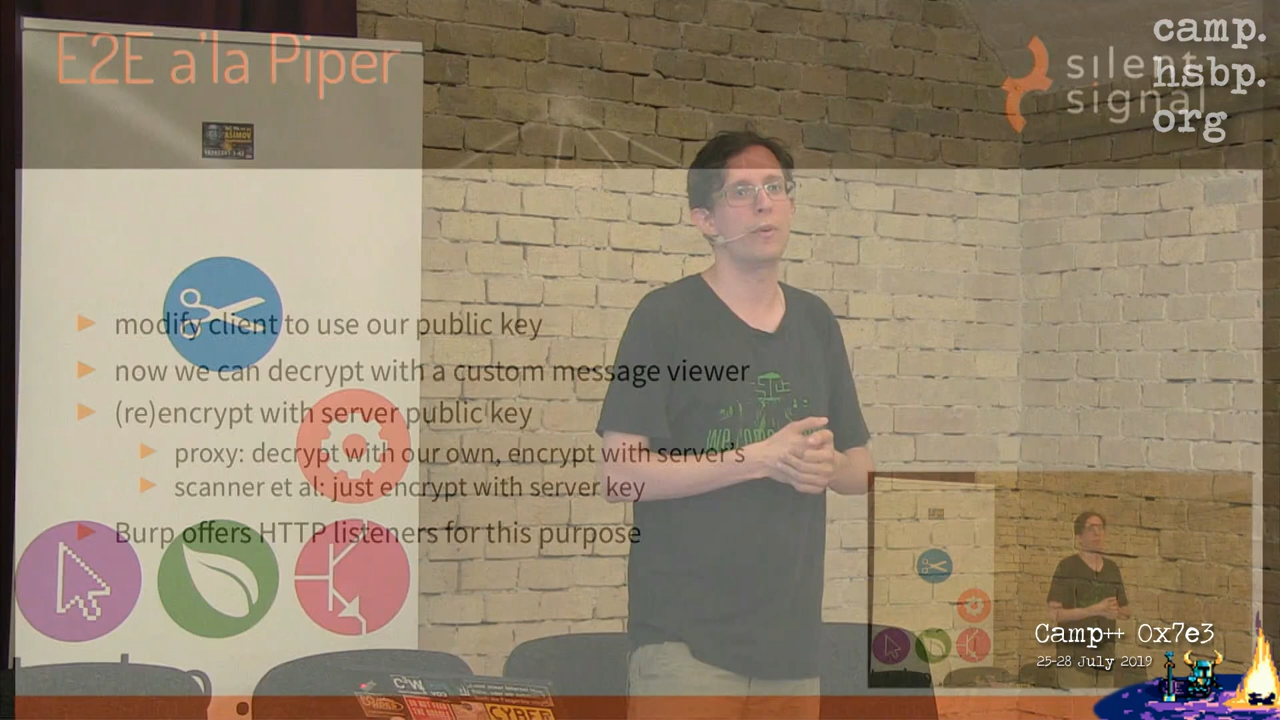 E2E a'la Piper
silent
signal
camp.
hsbp.
org
modify client to use our public key
now we can decrypt with a custom message viewer
(re)encrypt with server public key
proxy: decrypt with our own, encrypt with server's
scanner et al: just encrypt with server key
Burp offers HTTP listeners for this purpose
Camp++ 0x7e3
25-28 July 2019